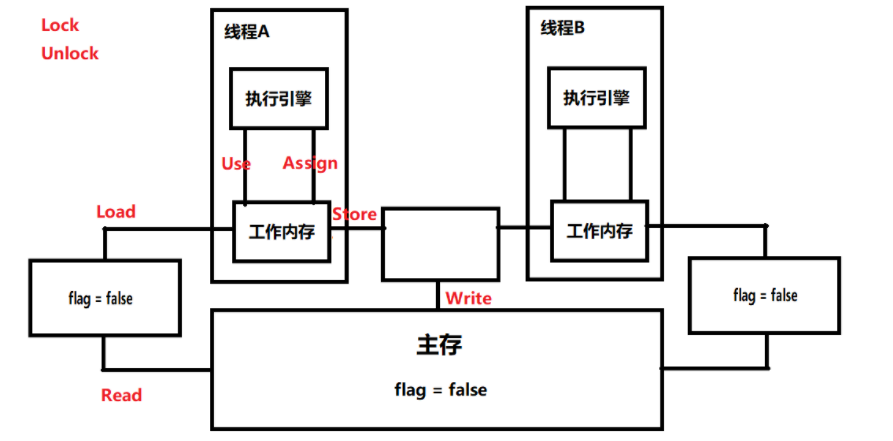 Lock
Unlock
线程A
线程B
执行引擎
执行引擎
Use
Assign
Load
Store
工作内存
工作内存
flag = false
flag = false
Write
主存
flag = false
Read